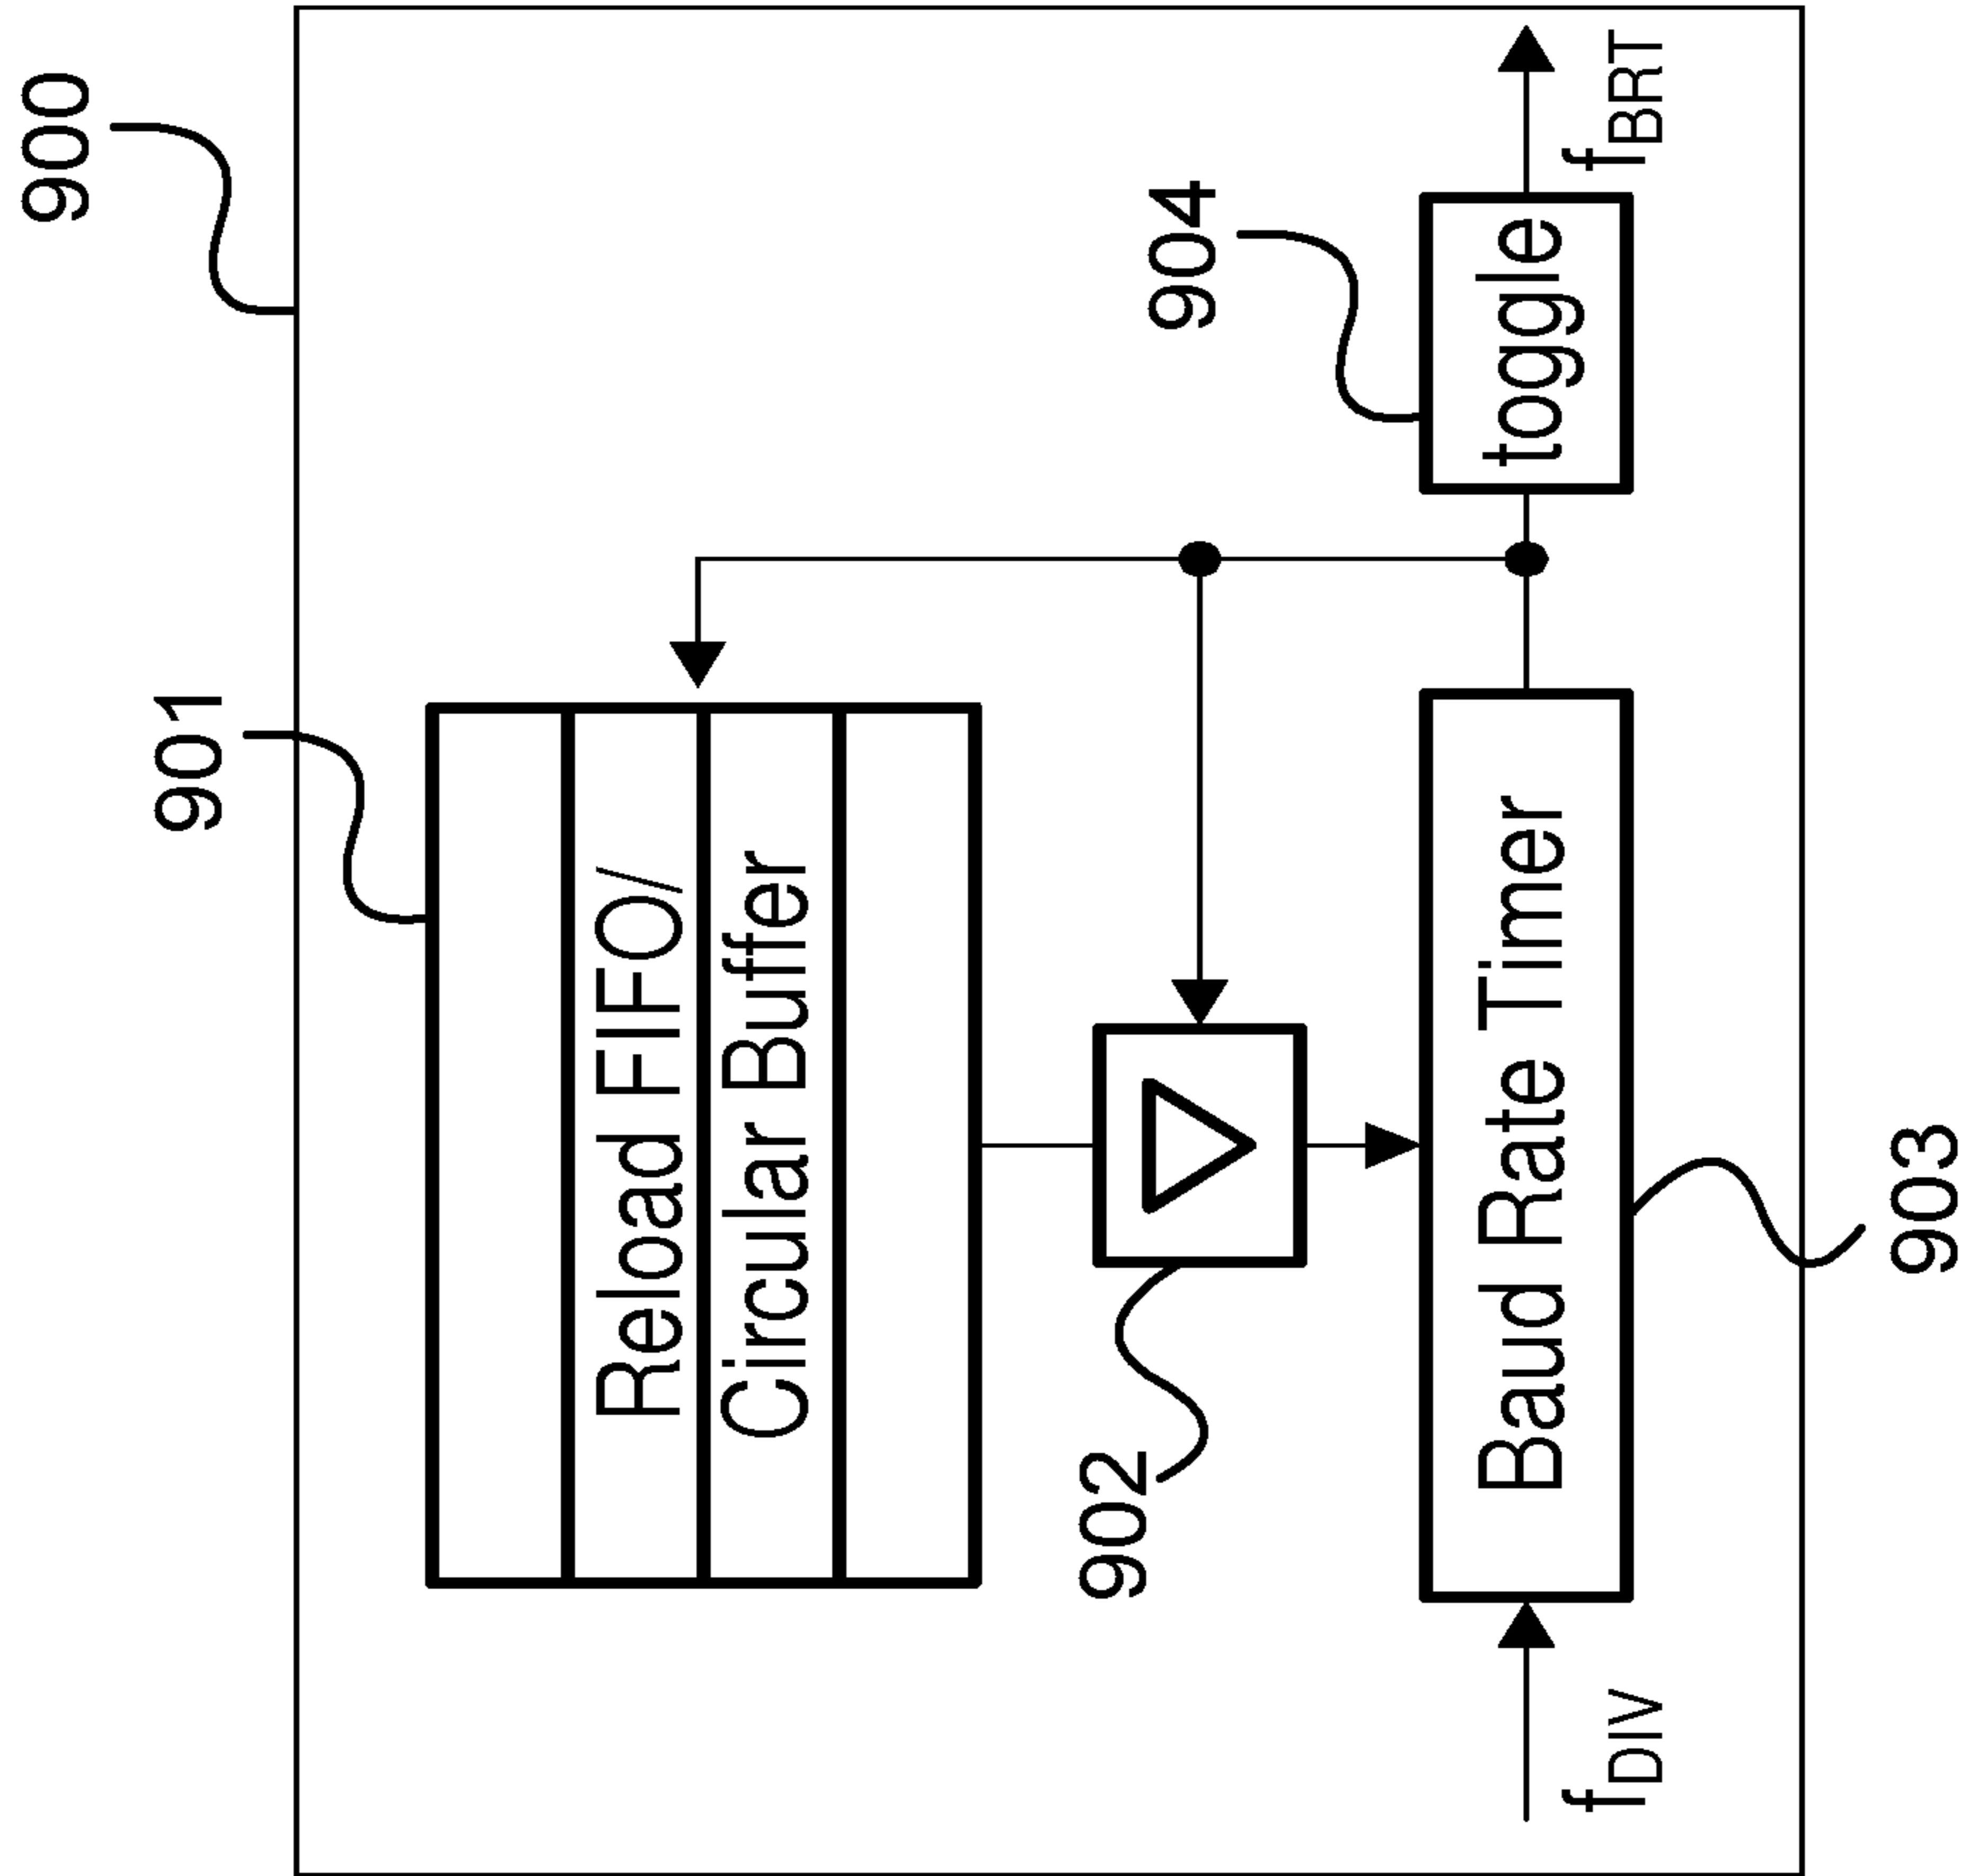 900
901
Reload FIFO/
Circular Buffer
902
904
Baud Rate Timer
toggle
fDIV
fBRT
903